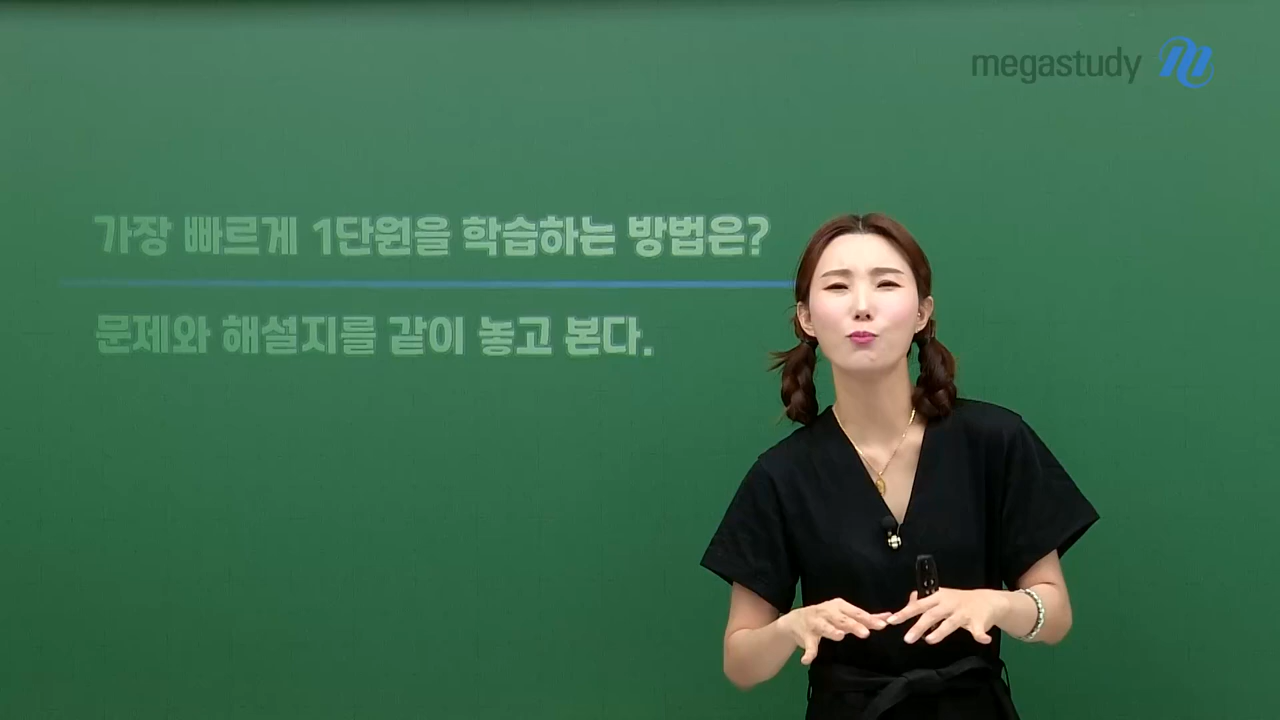 megastudy
가장 빠르게 1단원을 학습하는 방법은?
문제와 해설지를 같이 놓고 본다.